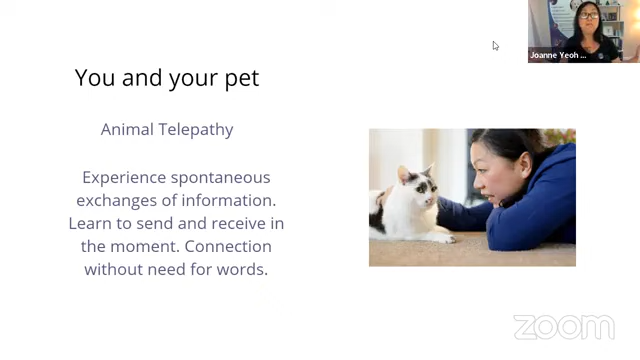 Joanne Yeoh ...
You and your pet
Animal Telepathy
Experience spontaneous
exchanges of information.
Learn to send and receive in
the moment. Connection
without need for words.
zoom